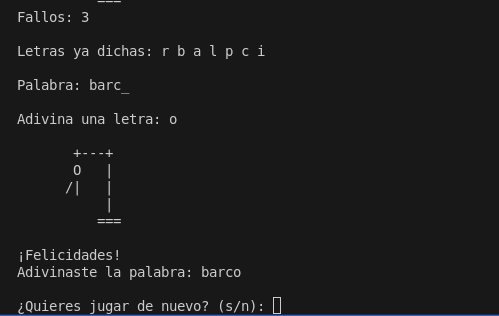 ===
Fallos: 3
Letras ya dichas: r b a l p c i
Palabra: barc_
Adivina una letra: o
+---+
O   |
/|   |
|
===
¡Felicidades!
Adivinaste la palabra: barco
¿Quieres jugar de nuevo? (s/n):